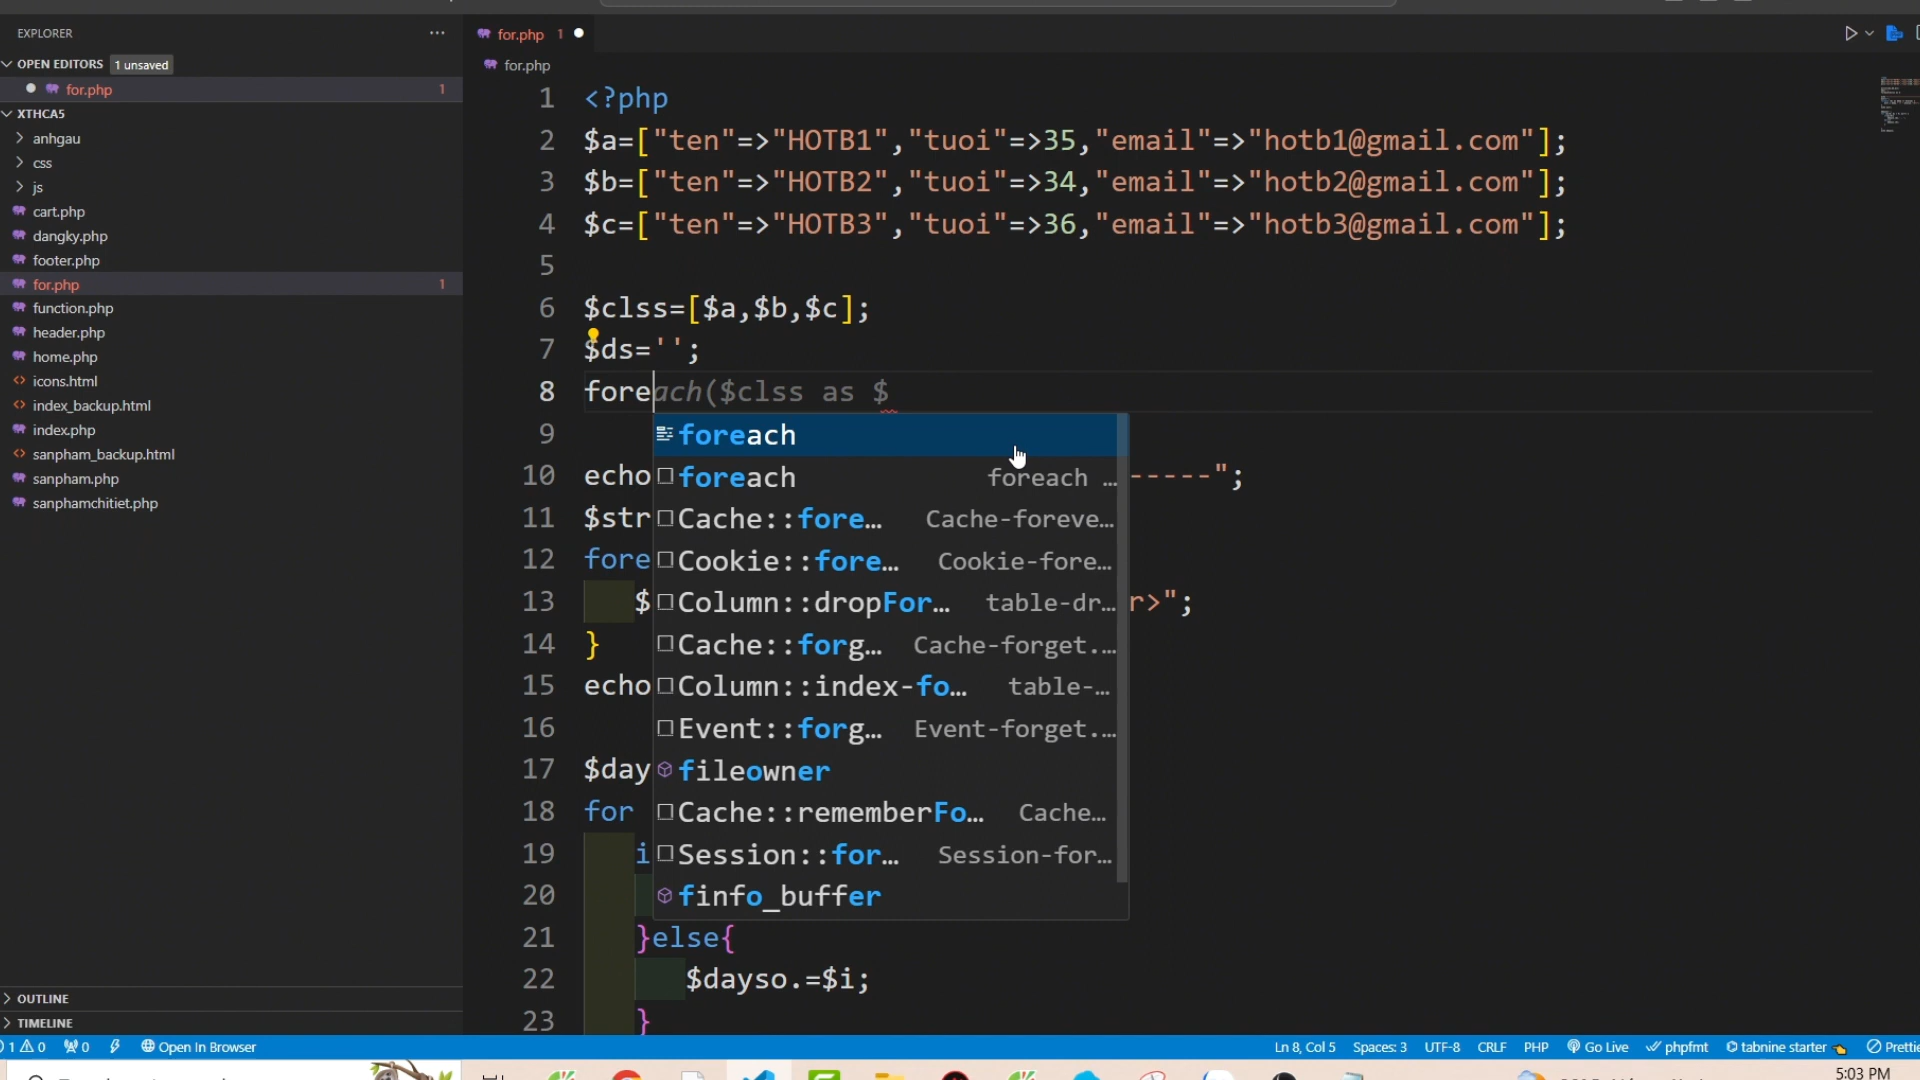 EXPLORER
OPEN EDITORS 1 unsaved
for.php 1
XTHCA5
anhgau
css
js
cart.php
dangky.php
footer.php
for.php 1
function.php
header.php
home.php
icons.html
index_backup.html
index.php
sanpham_backup.html
sanpham.php
sanphamchitiet.php
OUTLINE
TIMELINE
for.php 1
for.php
1 <?php
2 $a=["ten"=>"HOTB1","tuoi"=>35,"email"=>"hotb1@gmail.com"];
3 $b=["ten"=>"HOTB2","tuoi"=>34,"email"=>"hotb2@gmail.com"];
4 $c=["ten"=>"HOTB3","tuoi"=>36,"email"=>"hotb3@gmail.com"];
5
6 $clss=[$a,$b,$c];
7 $ds='';
8 foreach($clss as $
9
10 echo -----";
11 $str
12 fore
13 $ r>";
14 }
15 echo
16
17 $day
18 for
19 i
20
21 }else{
22 $dayso.=$i;
23 }
foreach
foreach foreach …
Cache::fore… Cache-foreve…
Cookie::fore… Cookie-fore…
Column::dropFor… table-dr…
Cache::forg… Cache-forget.…
Column::index-fo… table-…
Event::forg… Event-forget.…
fileowner
Cache::rememberFo… Cache…
Session::for… Session-for…
finfo_buffer
1 0 0 Open In Browser Ln 8, Col 5 Spaces: 3 UTF-8 CRLF PHP Go Live phpfmt tabnine starter Prettie
5:03 PM